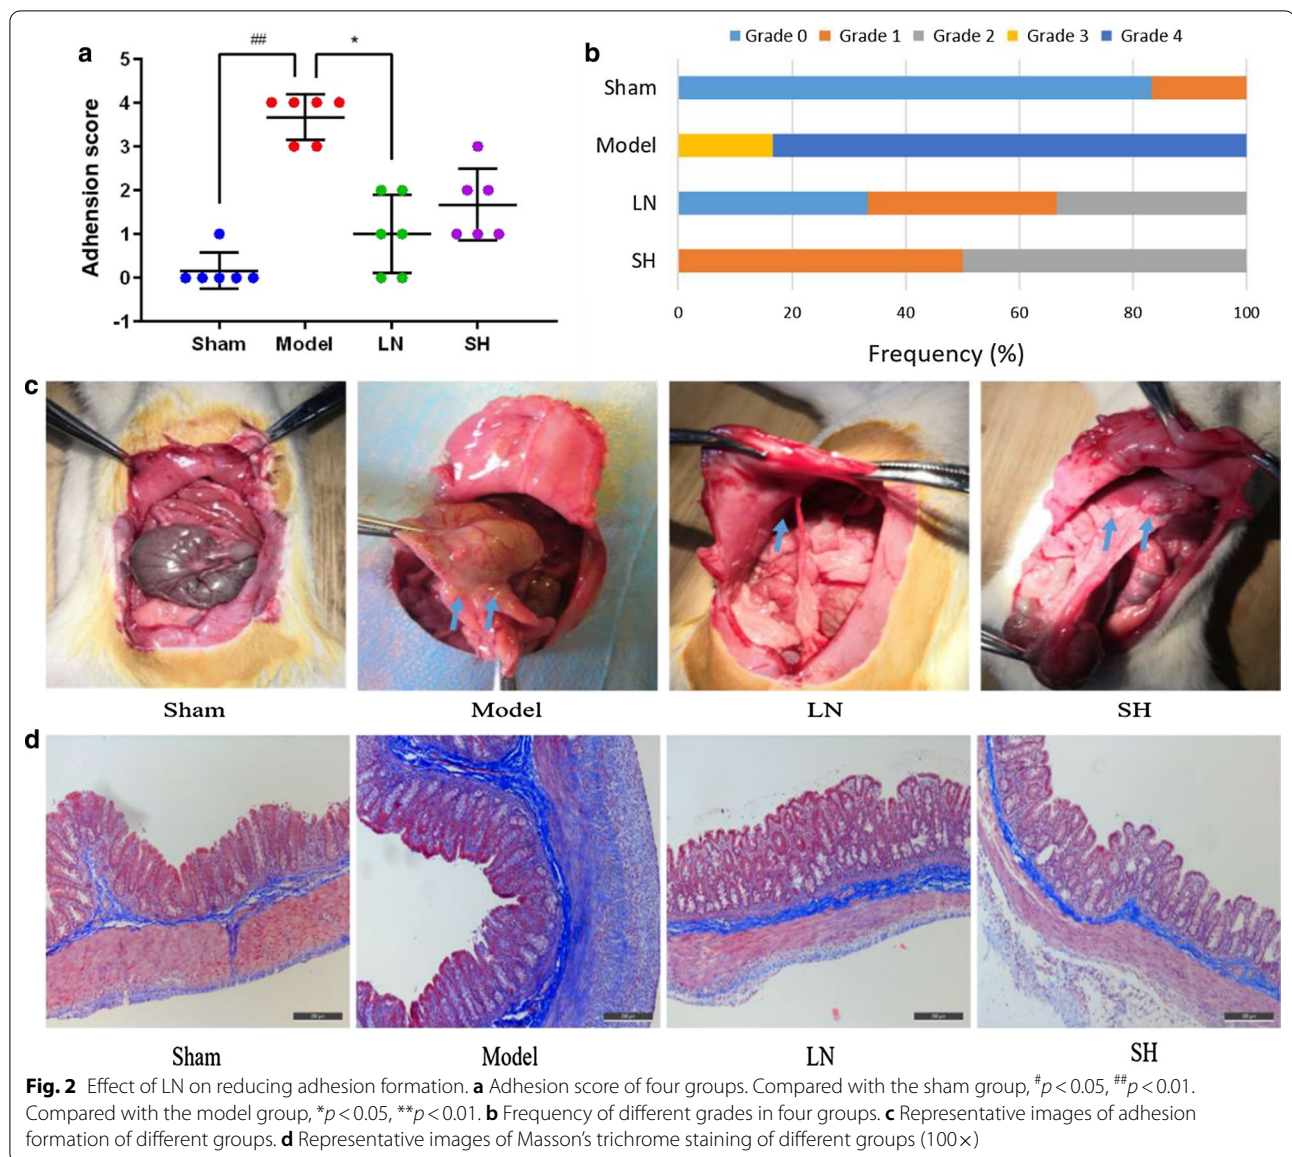 a
## *
5
4
3
2
1
0
-1
Adhension score
Sham Model LN SH
b
Grade 0 Grade 1 Grade 2 Grade 3 Grade 4
Sham
Model
LN
SH
0 20 40 60 80 100
Frequency (%)
c
Sham Model LN SH
d
Sham Model LN SH
Fig. 2 Effect of LN on reducing adhesion formation. a Adhesion score of four groups. Compared with the sham group, #p < 0.05, ##p < 0.01.
Compared with the model group, *p < 0.05, **p < 0.01. b Frequency of different grades in four groups. c Representative images of adhesion
formation of different groups. d Representative images of Masson's trichrome staining of different groups (100×)